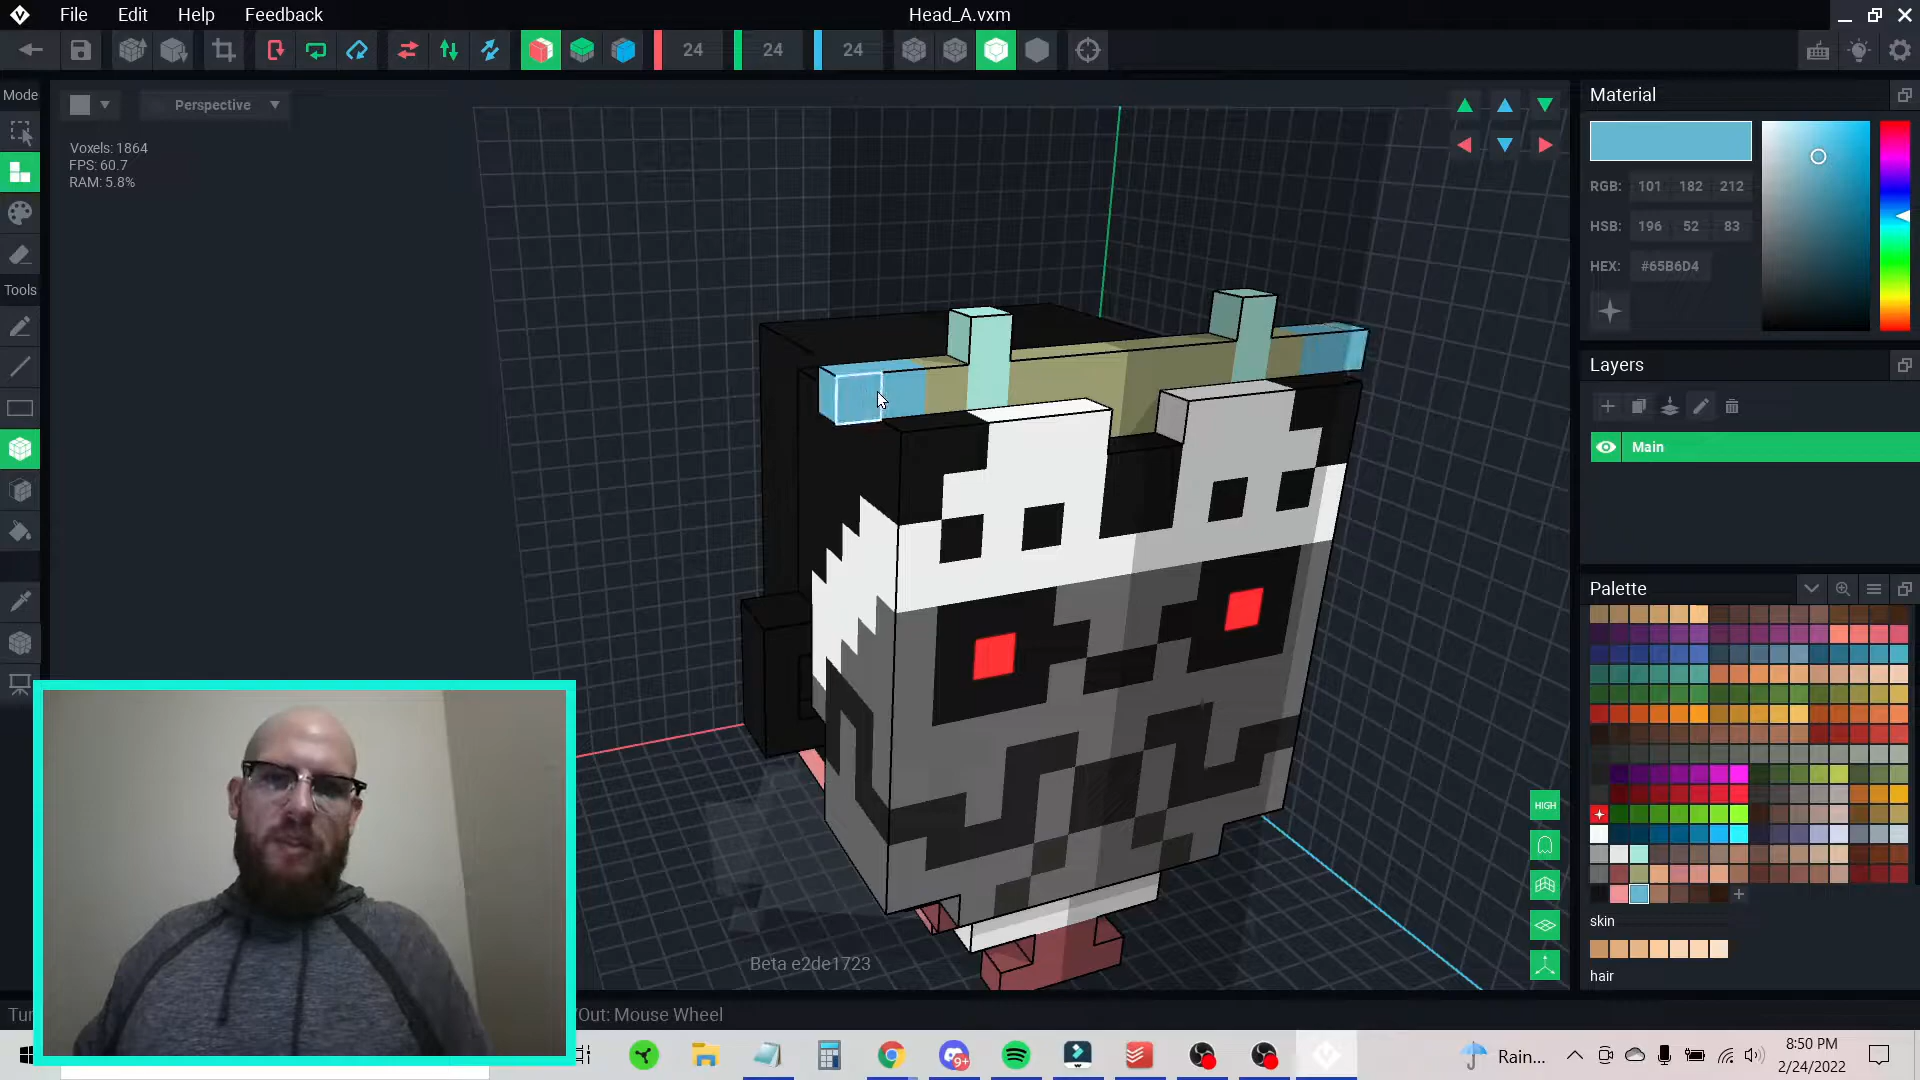 File Edit Help Feedback
Head_A.vxm
24 24 24
Mode
Perspective
Voxels: 1864
FPS: 60.7
RAM: 5.8%
Tools
Material
RGB: 101 182 212
HSB: 196 52 83
HEX: #65B6D4
Layers
Main
Palette
HIGH
skin
hair
Beta e2de1723
/Out: Mouse Wheel
9+
Rain...
8:50 PM
2/24/2022